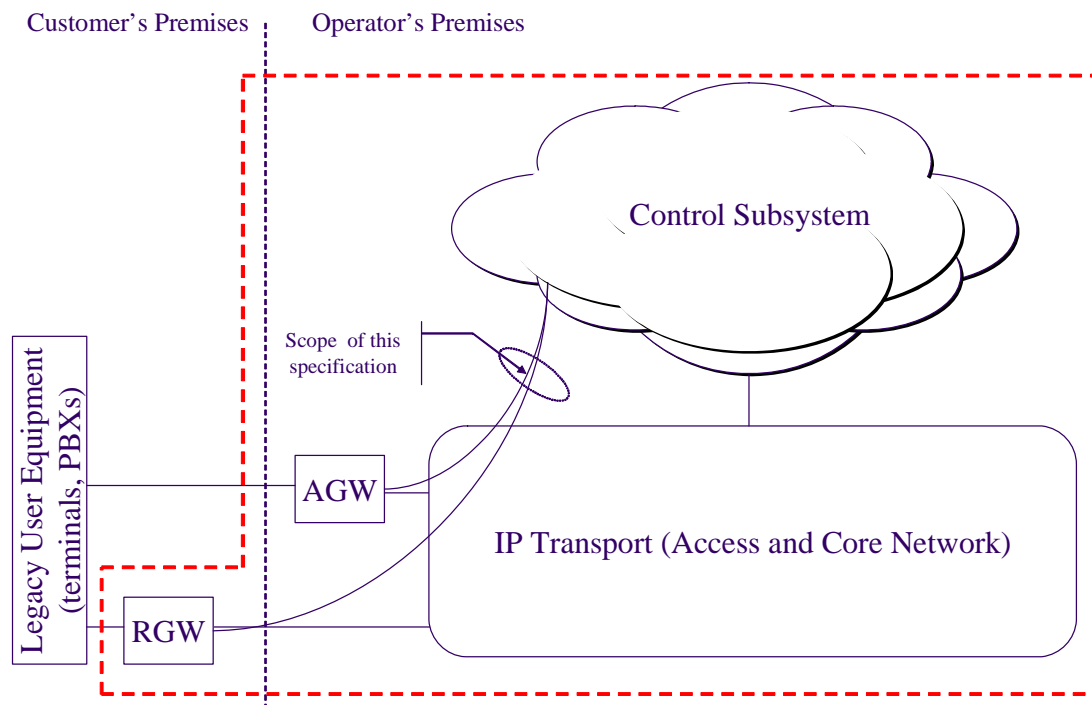 Customer's Premises
Operator's Premises
Control Subsystem
Scope of this
specification
Legacy User Equipment
(terminals, PBXs)
AGW
IP Transport (Access and Core Network)
RGW